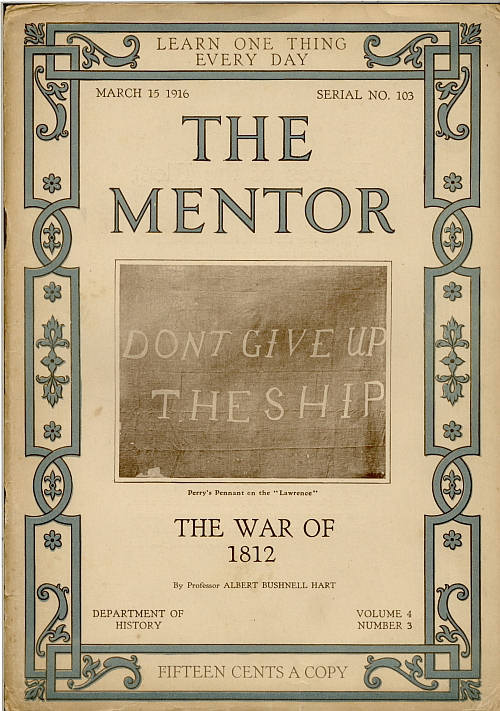 LEARN ONE THING
EVERY DAY
MARCH 15 1916
SERIAL NO. 103
THE
MENTOR
DONT GIVE UP
THE SHIP
Perry's Pennant on the "Lawrence"
THE WAR OF
1812
By Professor ALBERT BUSHNELL HART
DEPARTMENT OF
HISTORY
VOLUME 4
NUMBER 3
FIFTEEN CENTS A COPY